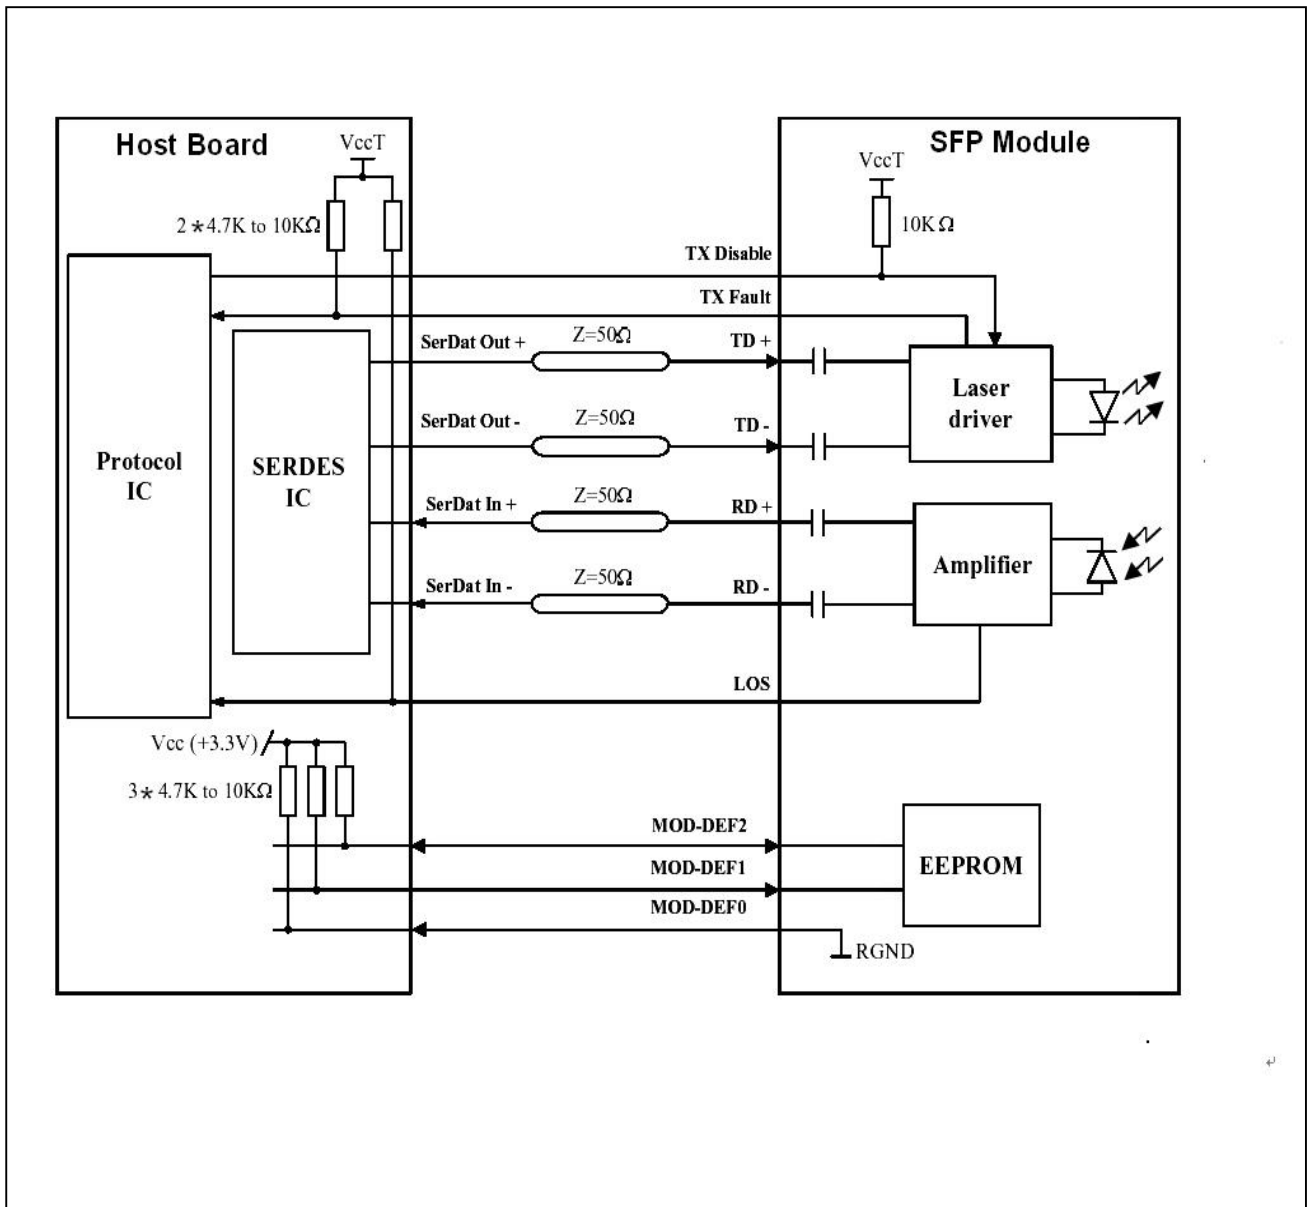 Host Board
SFP Module
VccT
VccT
2*4.7K to 10KΩ
10KΩ
TX Disable
TX Fault
SerDat Out +
Z=50Ω
TD +
Laser
driver
SerDat Out -
Z=50Ω
TD -
Protocol
IC
SERDES
IC
SerDat In +
Z=50Ω
RD +
Amplifier
SerDat In -
Z=50Ω
RD -
LOS
Vcc (+3.3V)
3* 4.7K to 10KΩ
MOD-DEF2
MOD-DEF1
MOD-DEF0
EEPROM
RGND